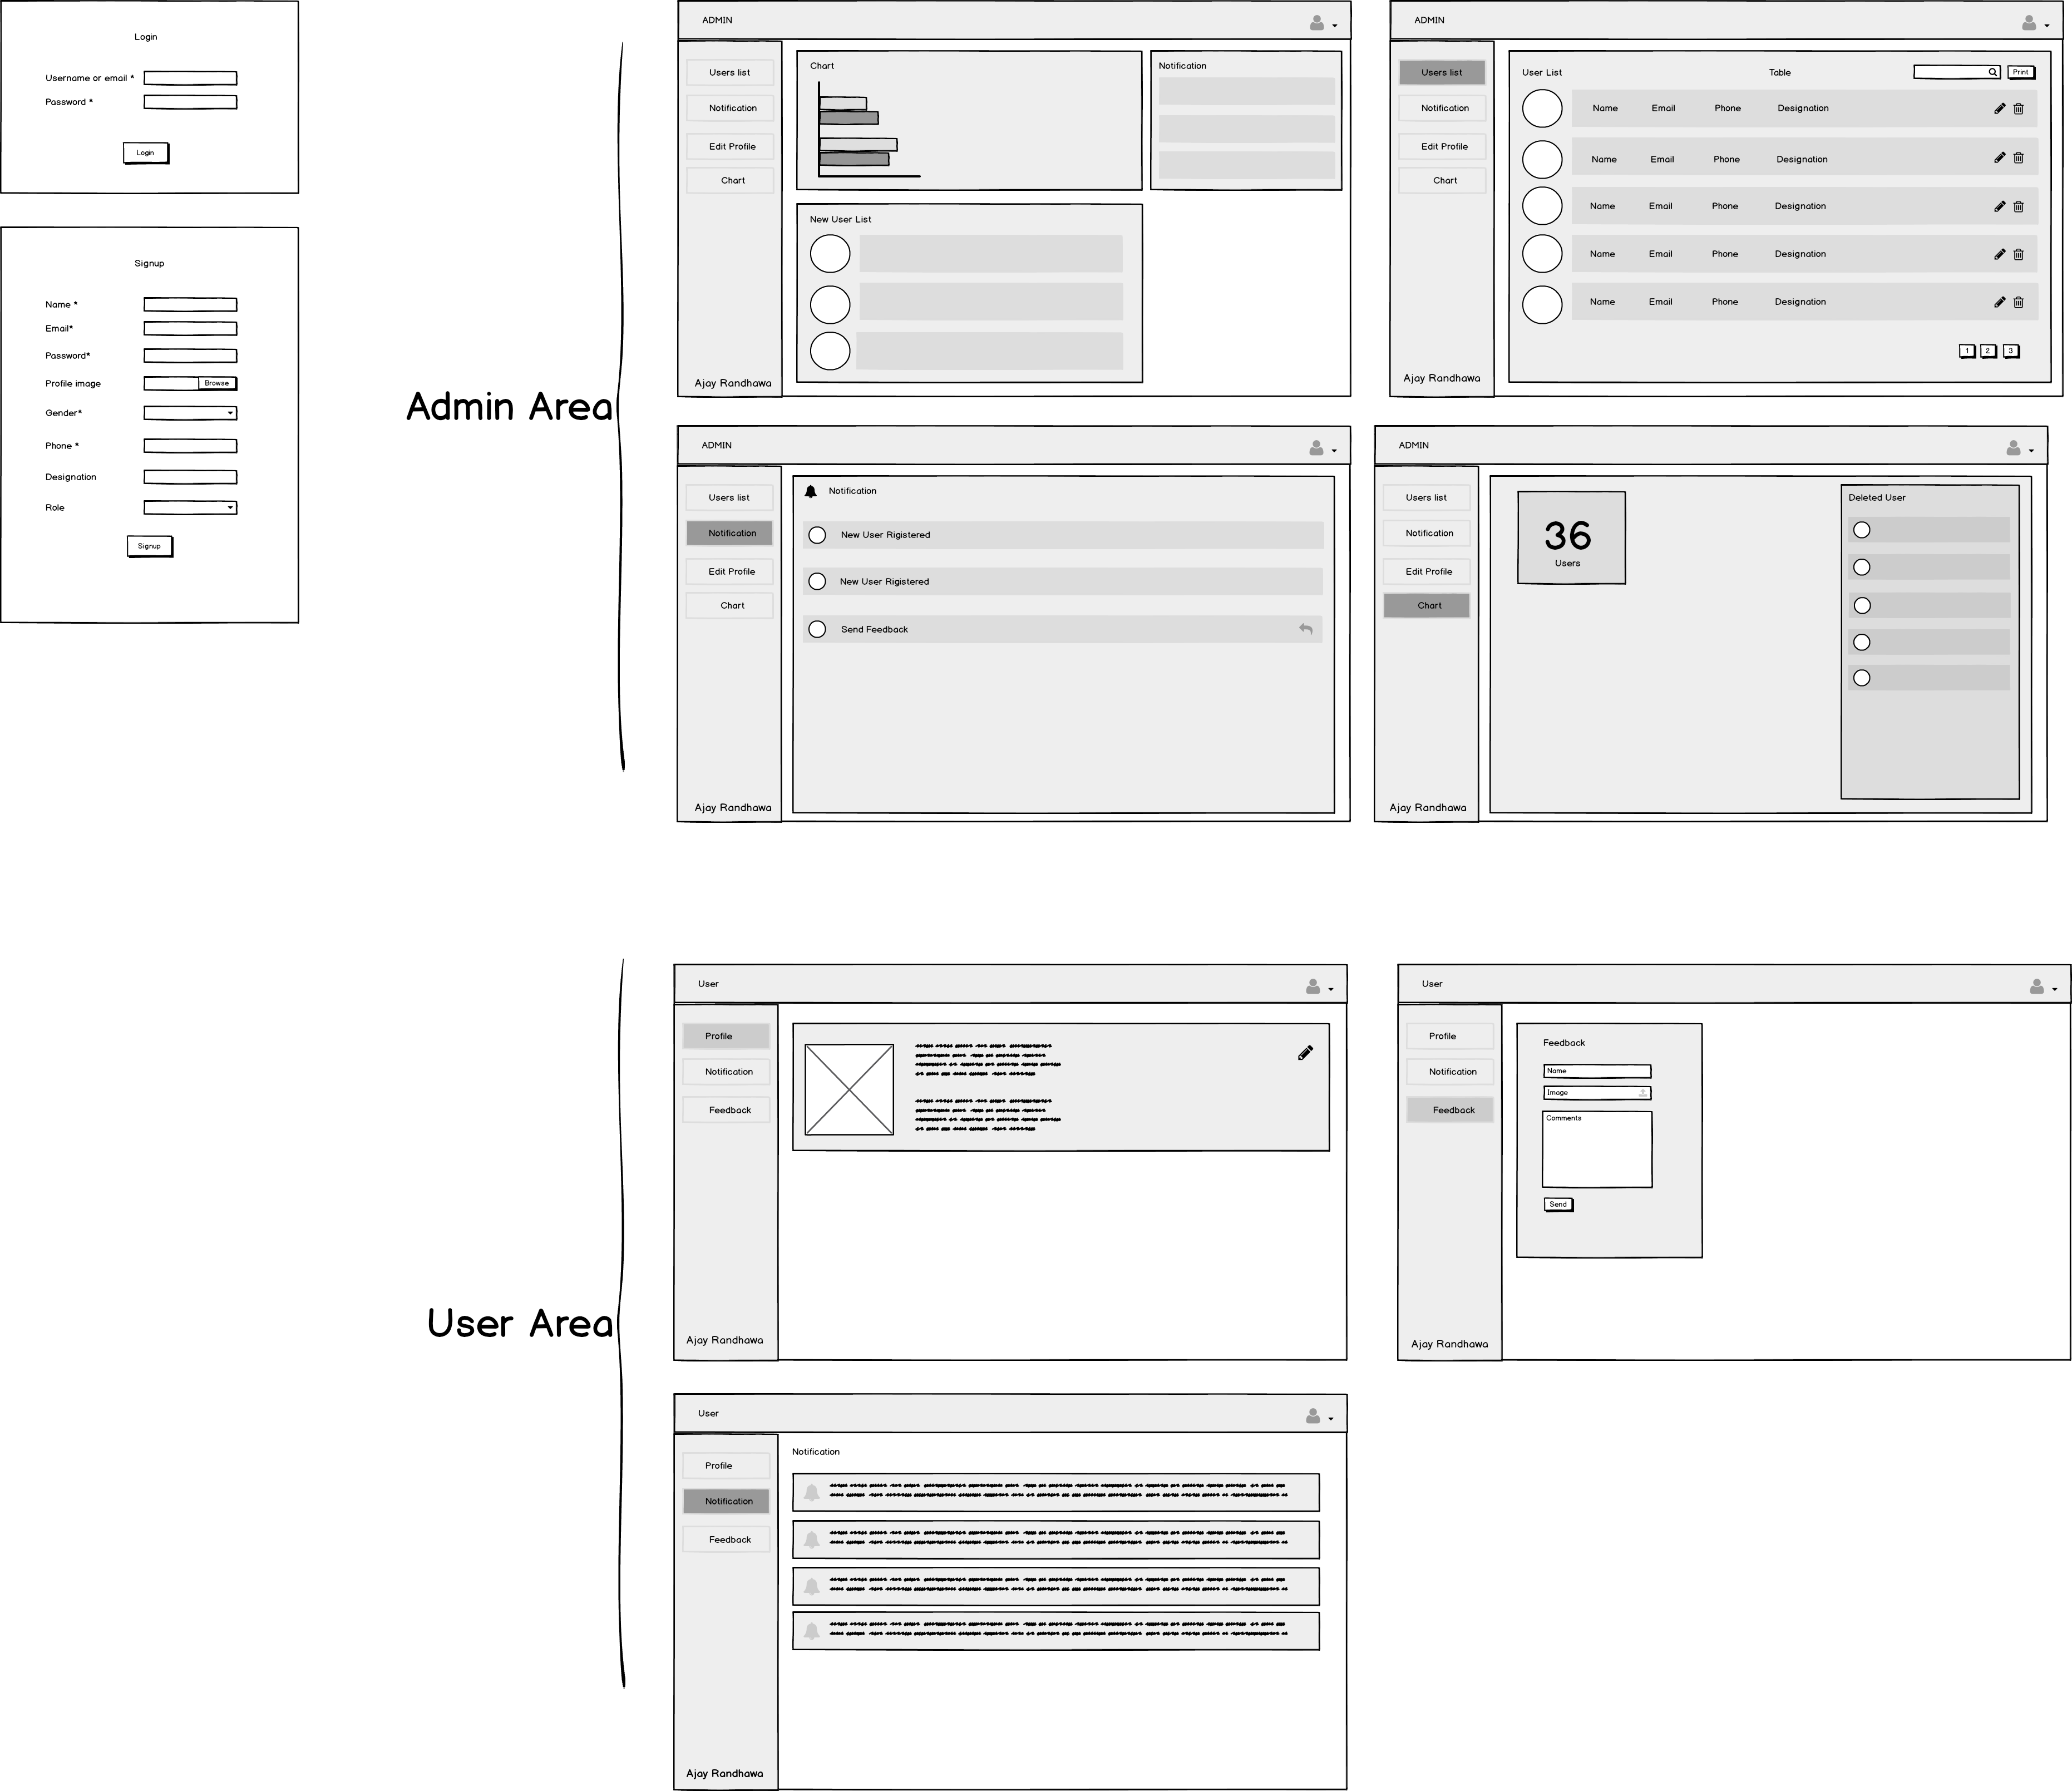 Login
Username or email *
Password *
Login
Signup
Name *
Email*
Password*
Profile image Browse
Gender*
Phone *
Designation
Role
Signup
Admin Area
ADMIN
Users list
Notification
Edit Profile
Chart
Ajay Randhawa
Chart
Notification
New User List
ADMIN
Users list
Notification
Edit Profile
Chart
Ajay Randhawa
User List Table Print
Name Email Phone Designation
Name Email Phone Designation
Name Email Phone Designation
Name Email Phone Designation
Name Email Phone Designation
1 2 3
ADMIN
Users list
Notification
Edit Profile
Chart
Ajay Randhawa
Notification
New User Rigistered
New User Rigistered
Send Feedback
ADMIN
Users list
Notification
Edit Profile
Chart
Ajay Randhawa
36
Users
Deleted User
User Area
User
Profile
Notification
Feedback
Ajay Randhawa
User
Profile
Notification
Feedback
Ajay Randhawa
Feedback
Name
Image
Comments
Send
User
Profile
Notification
Feedback
Ajay Randhawa
Notification